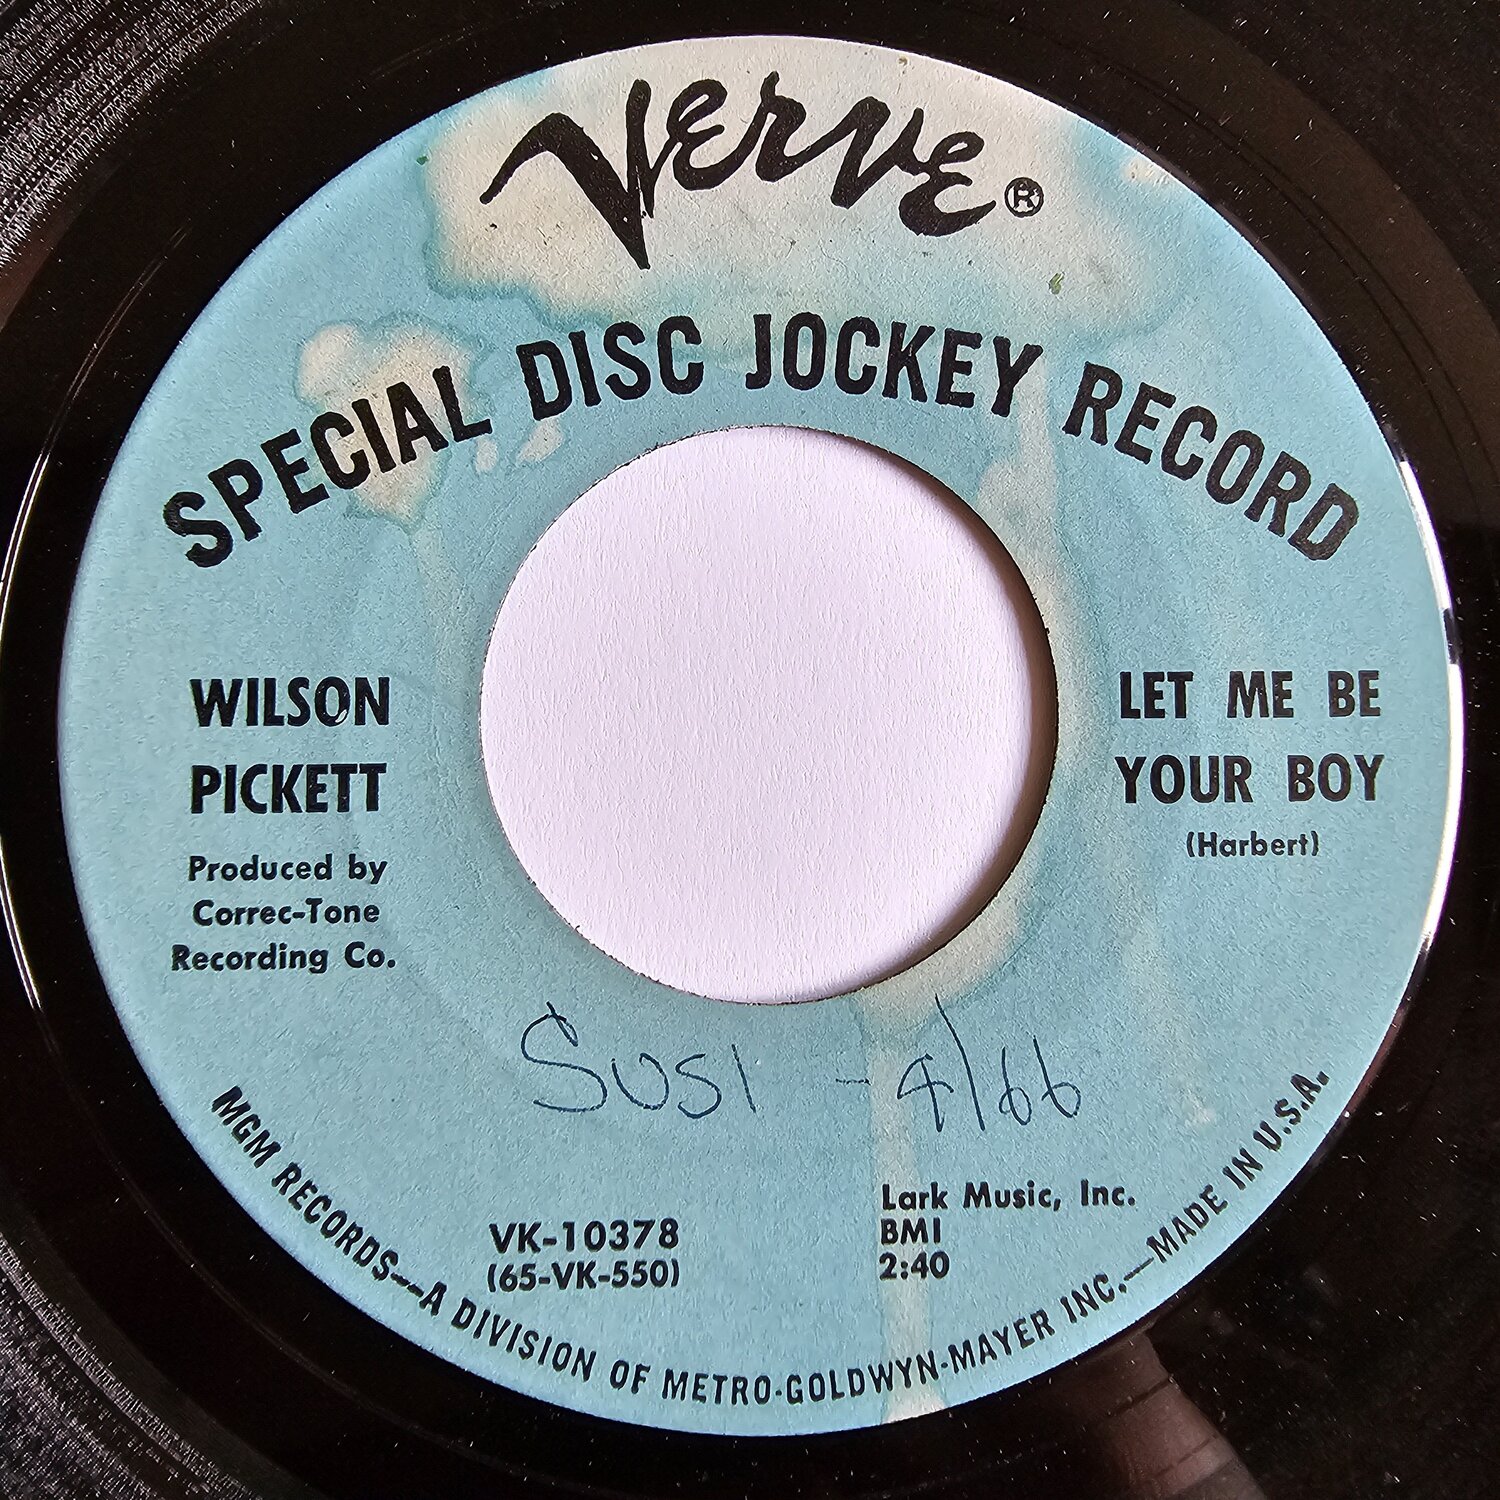 Verve®
SPECIAL DISC JOCKEY RECORD
WILSON
PICKETT
Produced by
Correc-Tone
Recording Co.
LET ME BE
YOUR BOY
(Harbert)
SUSI - 4/66
VK-10378
(65-VK-550)
Lark Music, Inc.
BMI
2:40
MGM RECORDS—A DIVISION OF METRO-GOLDWYN-MAYER INC.—MADE IN U.S.A.